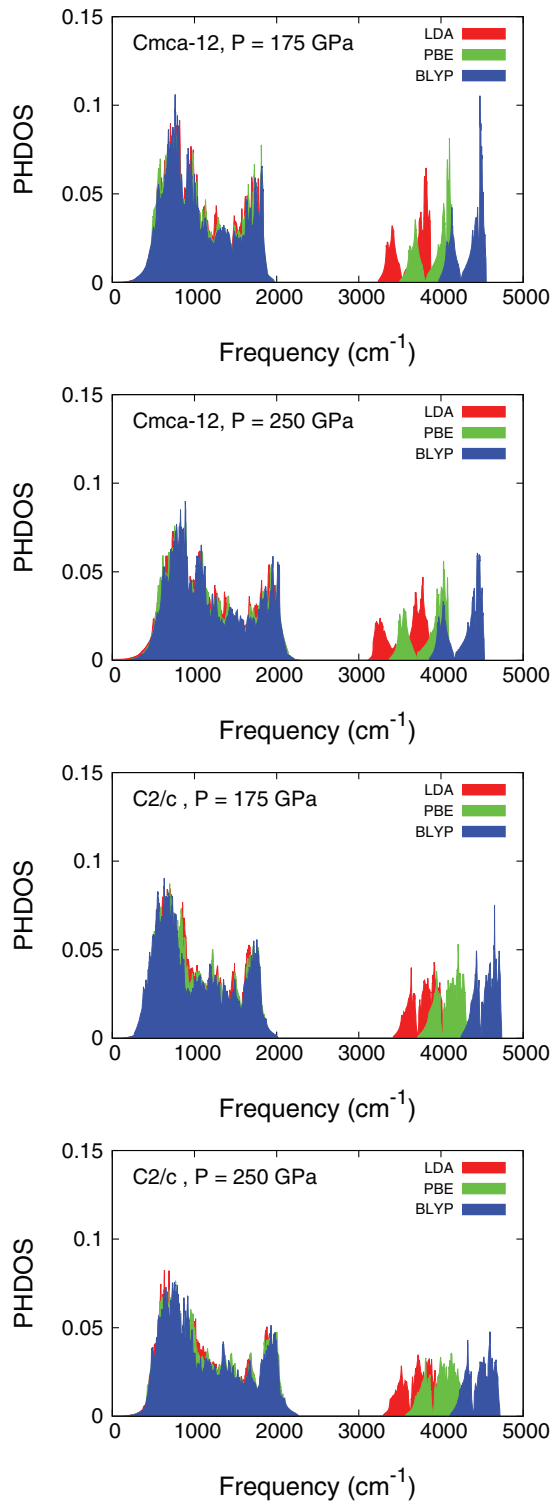 Cmca-12, P = 175 GPa
LDA
PBE
BLYP
PHDOS
0.15
0.1
0.05
0
0 1000 2000 3000 4000 5000
Frequency (cm⁻¹)
Cmca-12, P = 250 GPa
LDA
PBE
BLYP
PHDOS
0.15
0.1
0.05
0
0 1000 2000 3000 4000 5000
Frequency (cm⁻¹)
C2/c , P = 175 GPa
LDA
PBE
BLYP
PHDOS
0.15
0.1
0.05
0
0 1000 2000 3000 4000 5000
Frequency (cm⁻¹)
C2/c , P = 250 GPa
LDA
PBE
BLYP
PHDOS
0.15
0.1
0.05
0
0 1000 2000 3000 4000 5000
Frequency (cm⁻¹)